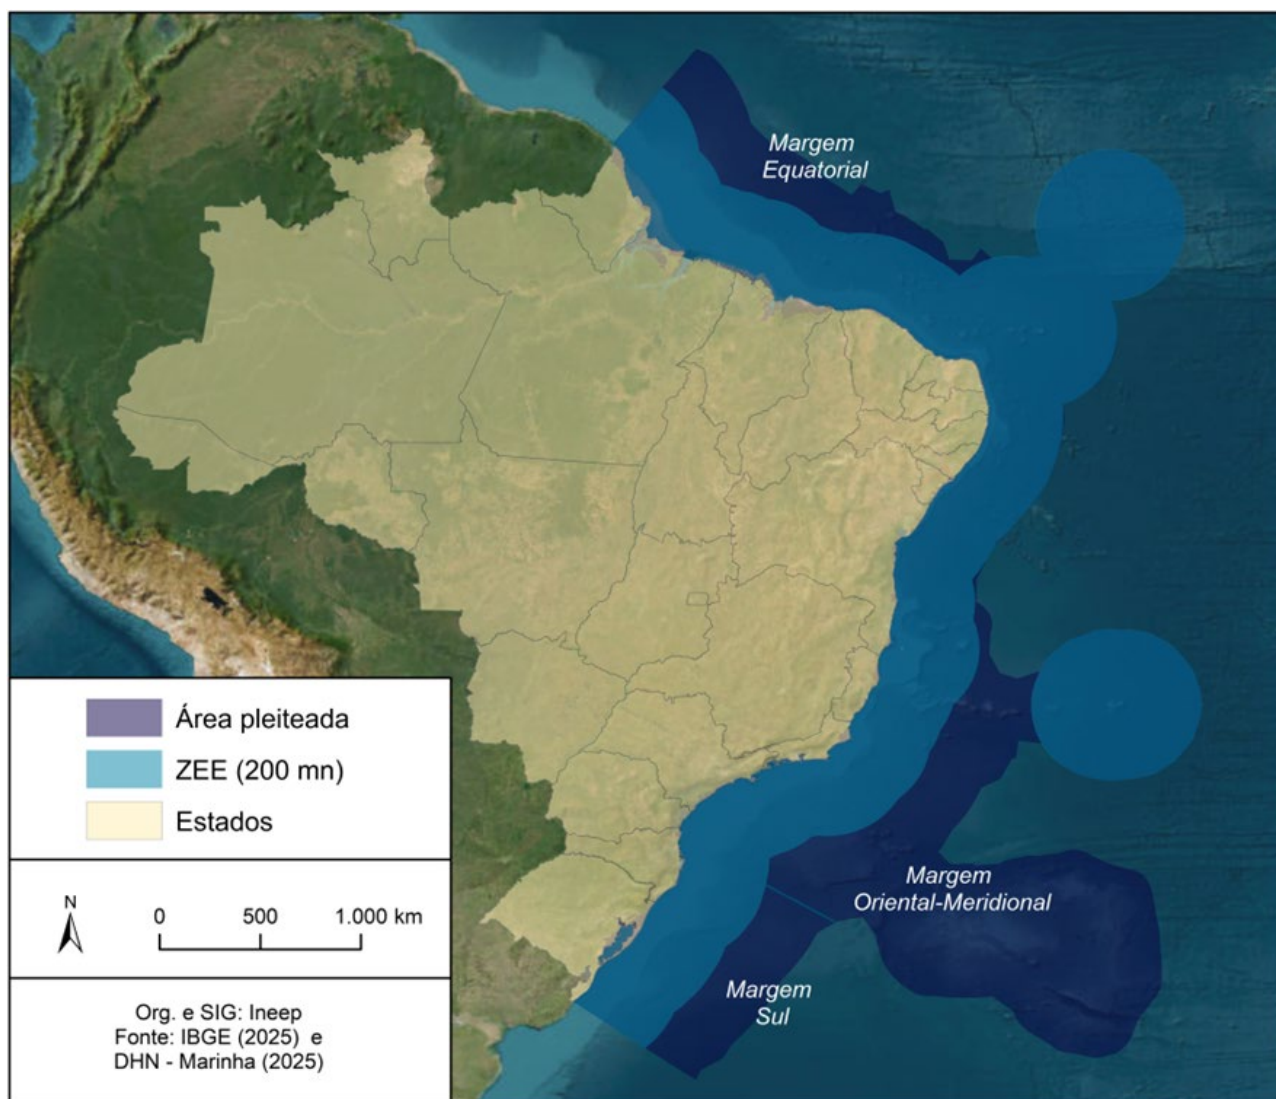 Margem
Equatorial
Margem
Oriental-Meridional
Margem
Sul
Área pleiteada
ZEE (200 mn)
Estados
N
0 500 1.000 km
Org. e SIG: Ineep
Fonte: IBGE (2025) e
DHN - Marinha (2025)